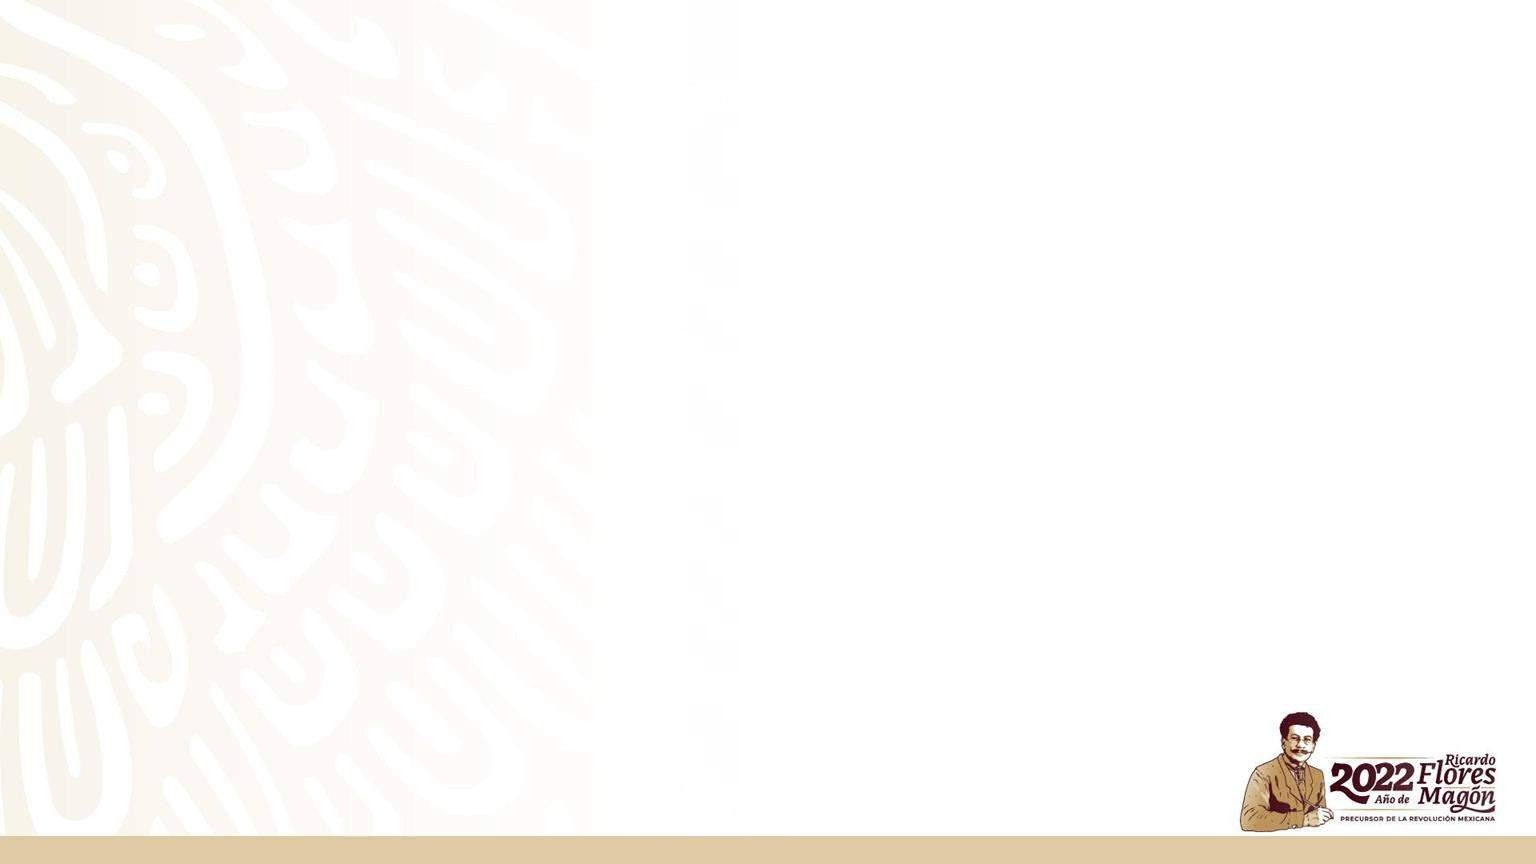 2022 Ricardo
Flores
Año de Magón
PRECURSOR DE LA REVOLUCIÓN MEXICANA